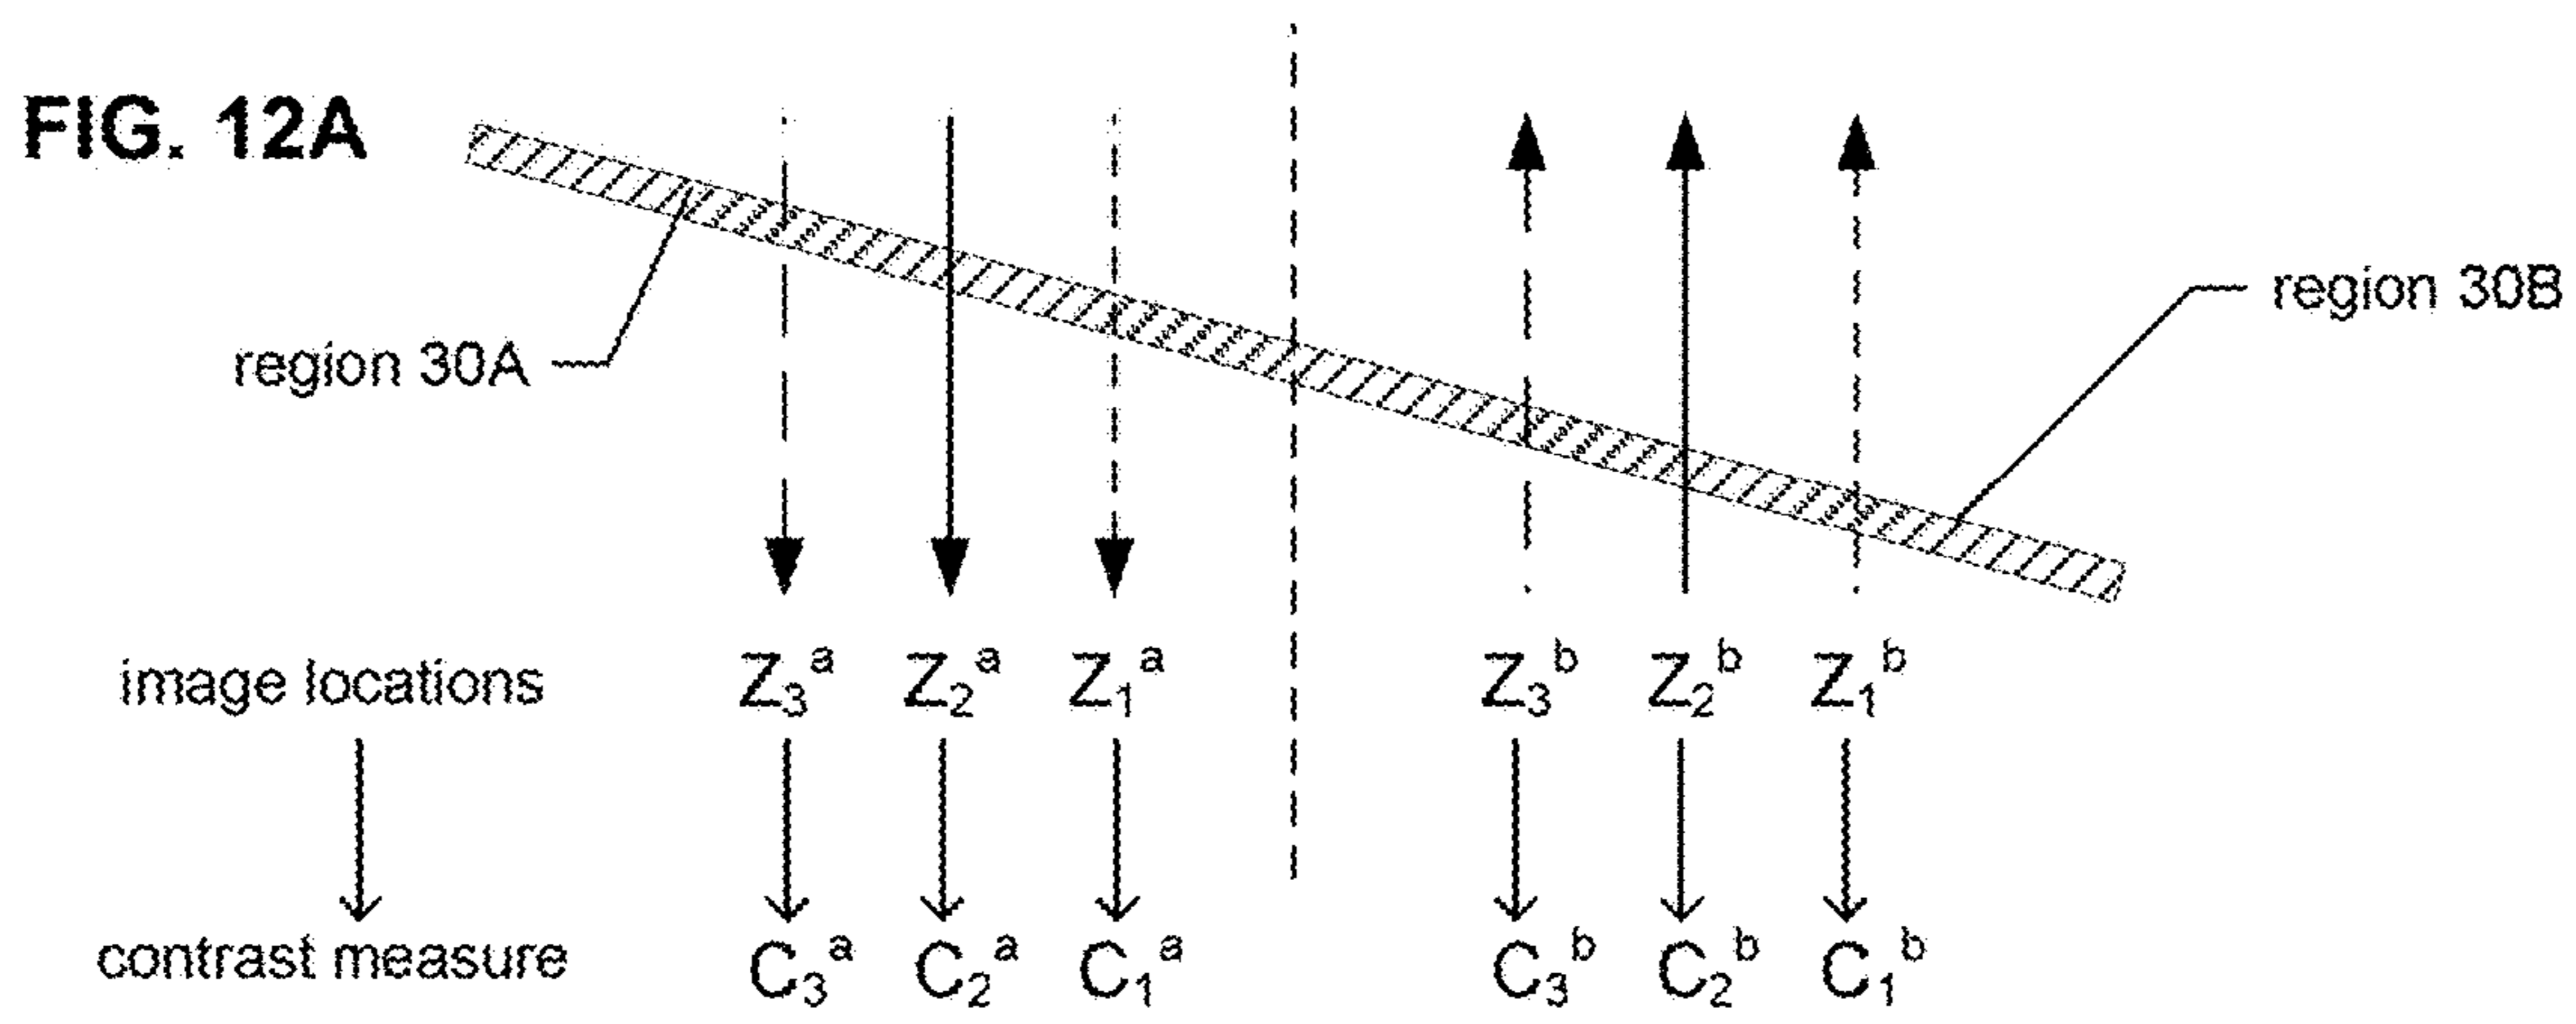 FIG. 12A
region 30B
region 30A
image locations Z₃ᵃ Z₂ᵃ Z₁ᵃ Z₃ᵇ Z₂ᵇ Z₁ᵇ
contrast measure C₃ᵃ C₂ᵃ C₁ᵃ C₃ᵇ C₂ᵇ C₁ᵇ